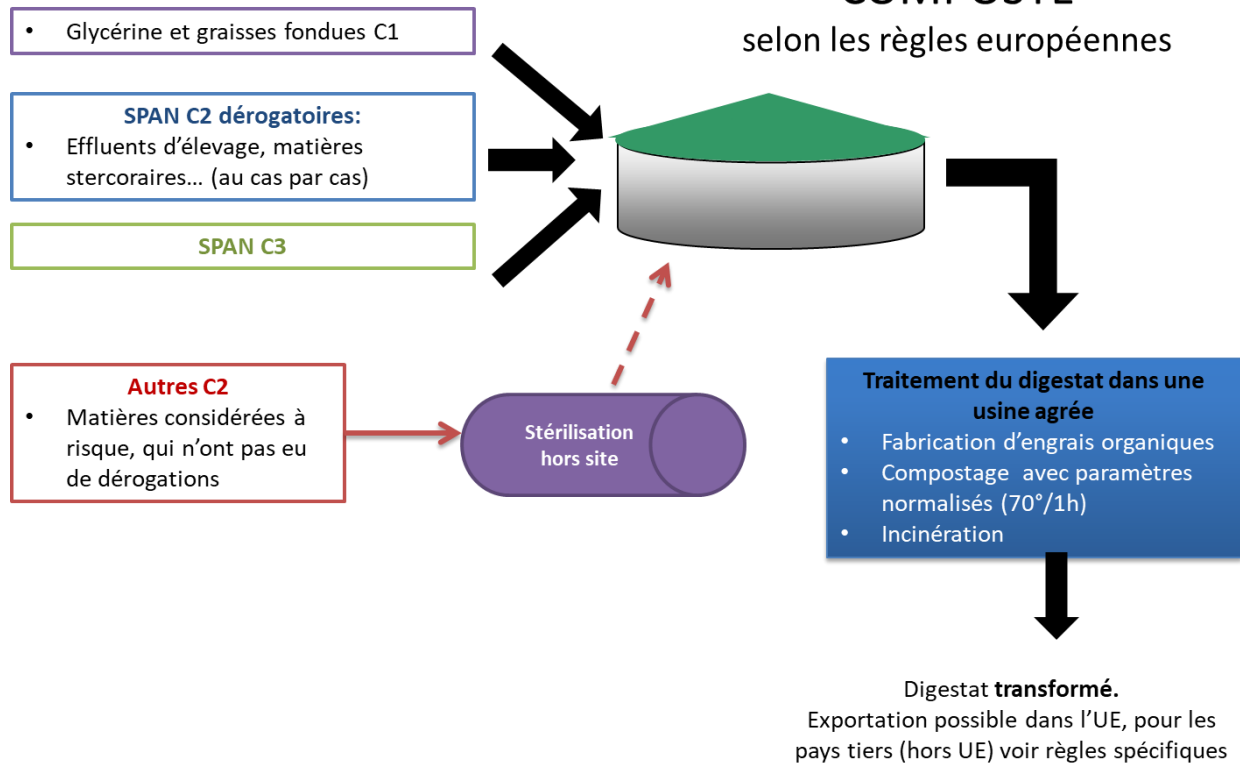 COMPOSTE
selon les règles européennes
• Glycérine et graisses fondues C1
SPAN C2 dérogatoires:
• Effluents d’élevage, matières
stercoraires… (au cas par cas)
SPAN C3
Autres C2
• Matières considérées à
risque, qui n’ont pas eu
de dérogations
Stérilisation
hors site
Traitement du digestat dans une
usine agrée
• Fabrication d’engrais organiques
• Compostage avec paramètres
normalisés (70°/1h)
• Incinération
Digestat transformé.
Exportation possible dans l’UE, pour les
pays tiers (hors UE) voir règles spécifiques